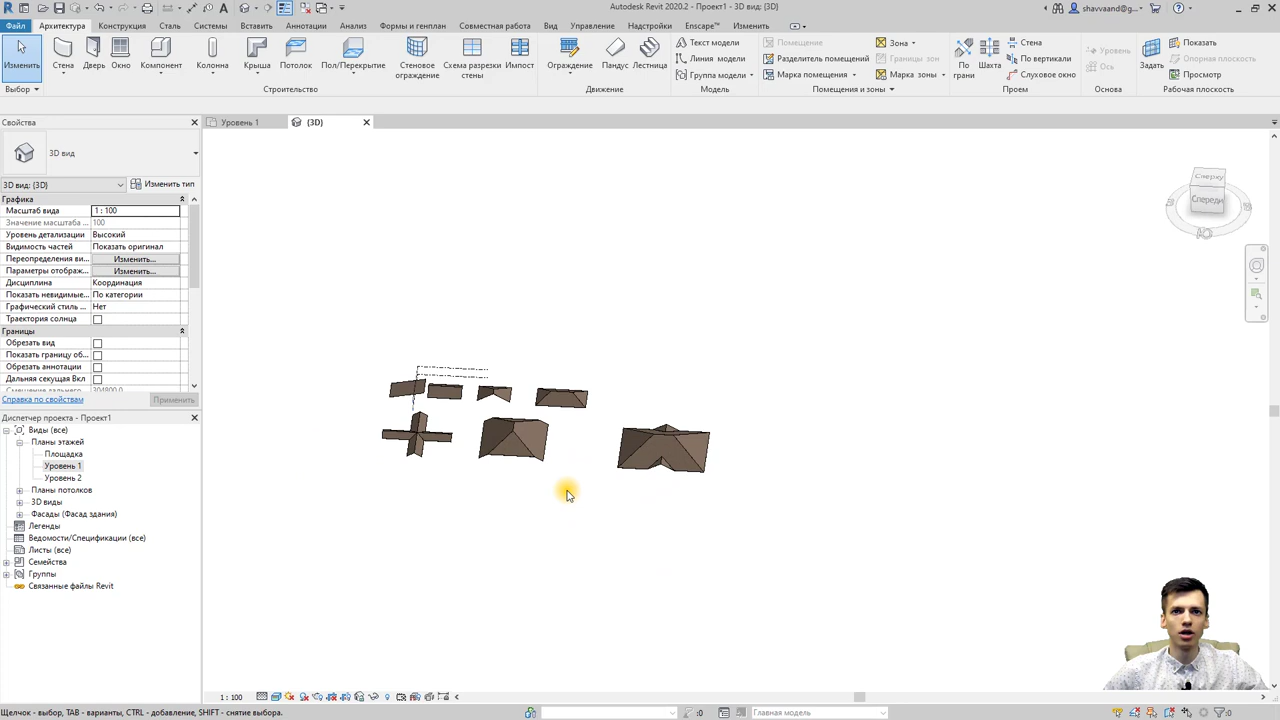 Autodesk Revit 2020.2 - Проект1 - 3D вид: {3D}
shavvaand@g...
Файл Архитектура Конструкция Сталь Системы Вставить Аннотации Анализ Формы и генплан Совместная работа Вид Управление Надстройки Enscape™ Изменить
Изменить Стена Дверь Окно Компонент Колонна Крыша Потолок Пол/Перекрытие Стеновое ограждение Схема разрезки стены Импост Ограждение Пандус Лестница
Текст модели
Линия модели
Группа модели
Помещение
Разделитель помещений
Марка помещения
Зона
Границы зон
Марка зоны
По грани
Шахта
Стена
По вертикали
Слуховое окно
Уровень
Ось
Задать
Показать
Опорная плоскость
Просмотр
Выбор Строительство Движение Модель Помещения и зоны Проем Основа Рабочая плоскость
Свойства
Уровень 1
{3D}
3D вид
3D вид: {3D}
Изменить тип
Графика
Масштаб вида 1 : 100
Значение масштаба ... 100
Уровень детализации Высокий
Видимость частей Показать оригинал
Переопределения ви... Изменить...
Параметры отображ... Изменить...
Дисциплина Координация
Показать невидимые... По категории
Графический стиль ... Нет
Траектория солнца
Границы
Обрезать вид
Показать границу об...
Обрезать аннотации
Дальняя секущая Вкл
Смещение дальнего ... 304800.0
Справка по свойствам
Применить
Диспетчер проекта - Проект1
Виды (все)
Планы этажей
Площадка
Уровень 1
Уровень 2
Планы потолков
3D виды
Фасады (Фасад здания)
Легенды
Ведомости/Спецификации (все)
Листы (все)
Семейства
Группы
Связанные файлы Revit
Сверху
Спереди
Ю
1 : 100
Щелчок - выбор, TAB - варианты, CTRL - добавление, SHIFT - снятие выбора.
:0
Главная модель
:0